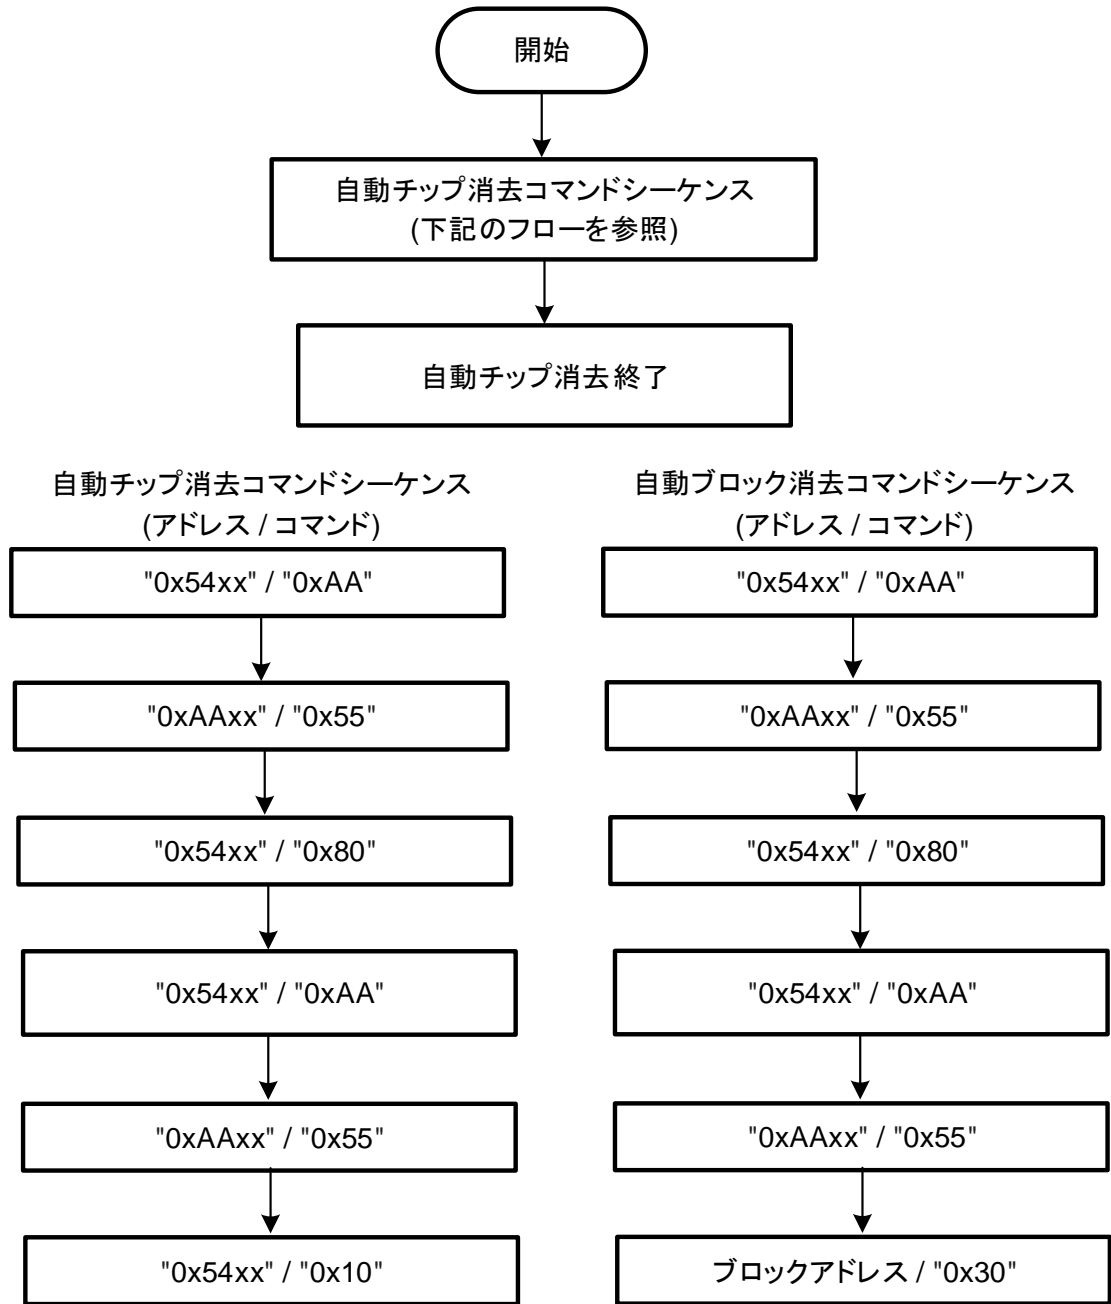 開始
自動チップ消去コマンドシーケンス
(下記のフローを参照)
自動チップ消去終了
自動チップ消去コマンドシーケンス
(アドレス / コマンド)
"0x54xx" / "0xAA"
"0xAAxx" / "0x55"
"0x54xx" / "0x80"
"0x54xx" / "0xAA"
"0xAAxx" / "0x55"
"0x54xx" / "0x10"
自動ブロック消去コマンドシーケンス
(アドレス / コマンド)
"0x54xx" / "0xAA"
"0xAAxx" / "0x55"
"0x54xx" / "0x80"
"0x54xx" / "0xAA"
"0xAAxx" / "0x55"
ブロックアドレス / "0x30"